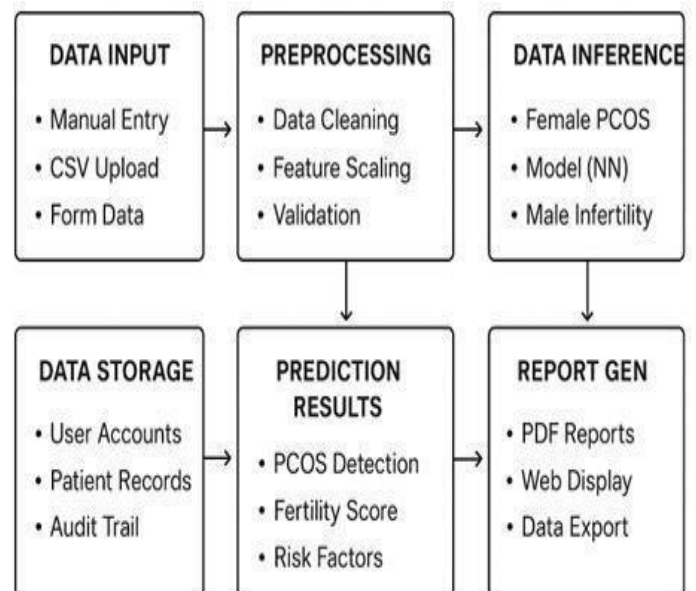 DATA INPUT
• Manual Entry
• CSV Upload
• Form Data
PREPROCESSING
• Data Cleaning
• Feature Scaling
• Validation
DATA INFERENCE
• Female PCOS
• Model (NN)
• Male Infertility
DATA STORAGE
• User Accounts
• Patient Records
• Audit Trail
PREDICTION
RESULTS
• PCOS Detection
• Fertility Score
• Risk Factors
REPORT GEN
• PDF Reports
• Web Display
• Data Export